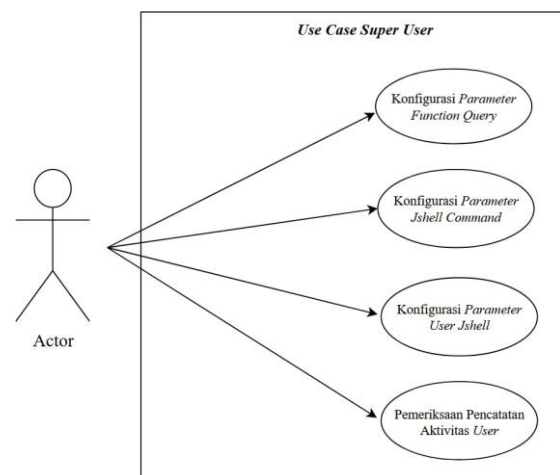 Use Case Super User
Konfigurasi Parameter
Function Query
Konfigurasi Parameter
Jshell Command
Actor
Konfigurasi Parameter
User Jshell
Pemeriksaan Pencatatan
Aktivitas User